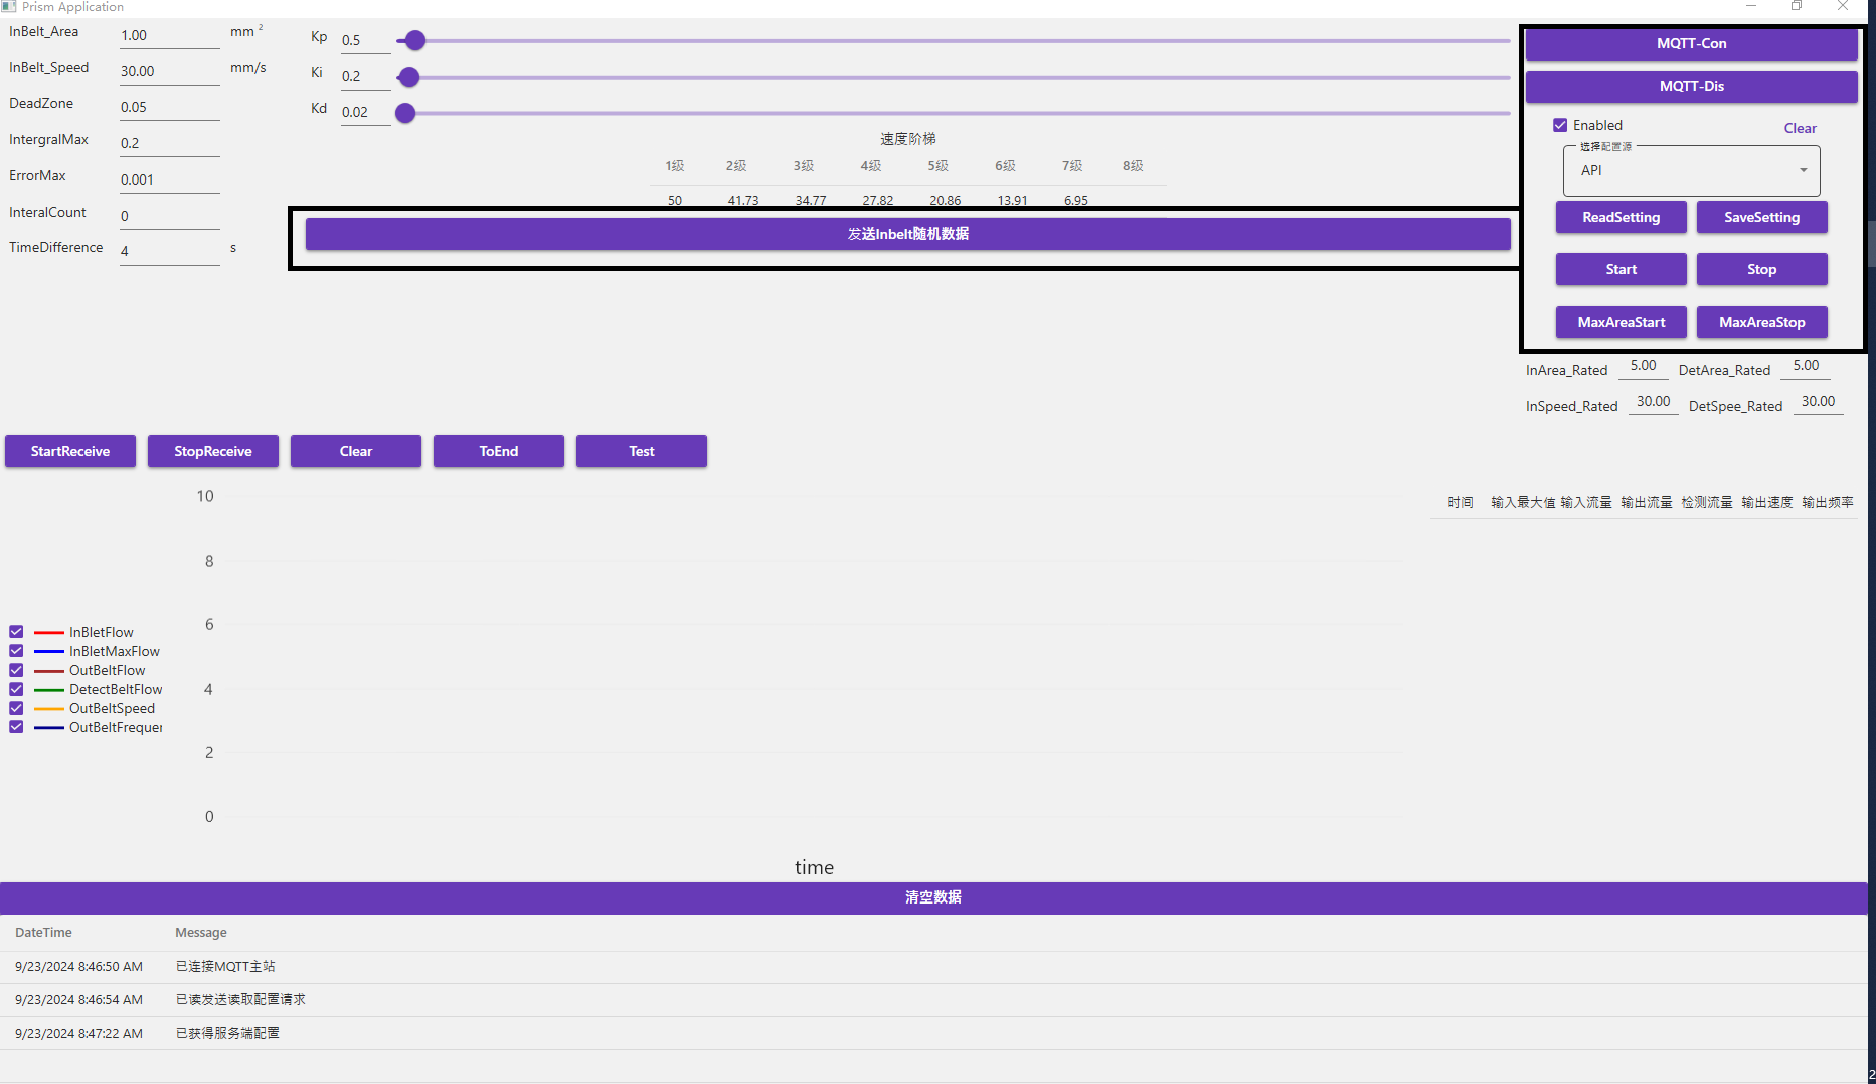 Prism Application
InBelt_Area 1.00 mm ²
InBelt_Speed 30.00 mm/s
DeadZone 0.05
IntergralMax 0.2
ErrorMax 0.001
InteralCount 0
TimeDifference 4 s
Kp 0.5
Ki 0.2
Kd 0.02
速度阶梯
1级 2级 3级 4级 5级 6级 7级 8级
50 41.73 34.77 27.82 20.86 13.91 6.95
发送Inbelt随机数据
MQTT-Con
MQTT-Dis
Enabled Clear
选择配置源
API
ReadSetting SaveSetting
Start Stop
MaxAreaStart MaxAreaStop
InArea_Rated 5.00 DetArea_Rated 5.00
InSpeed_Rated 30.00 DetSpee_Rated 30.00
StartReceive StopReceive Clear ToEnd Test
InBletFlow
InBletMaxFlow
OutBeltFlow
DetectBeltFlow
OutBeltSpeed
OutBeltFrequer
10
8
6
4
2
0
time
时间 输入最大值 输入流量 输出流量 检测流量 输出速度 输出频率
清空数据
DateTime Message
9/23/2024 8:46:50 AM 已连接MQTT主站
9/23/2024 8:46:54 AM 已读发送读取配置请求
9/23/2024 8:47:22 AM 已获得服务端配置
2